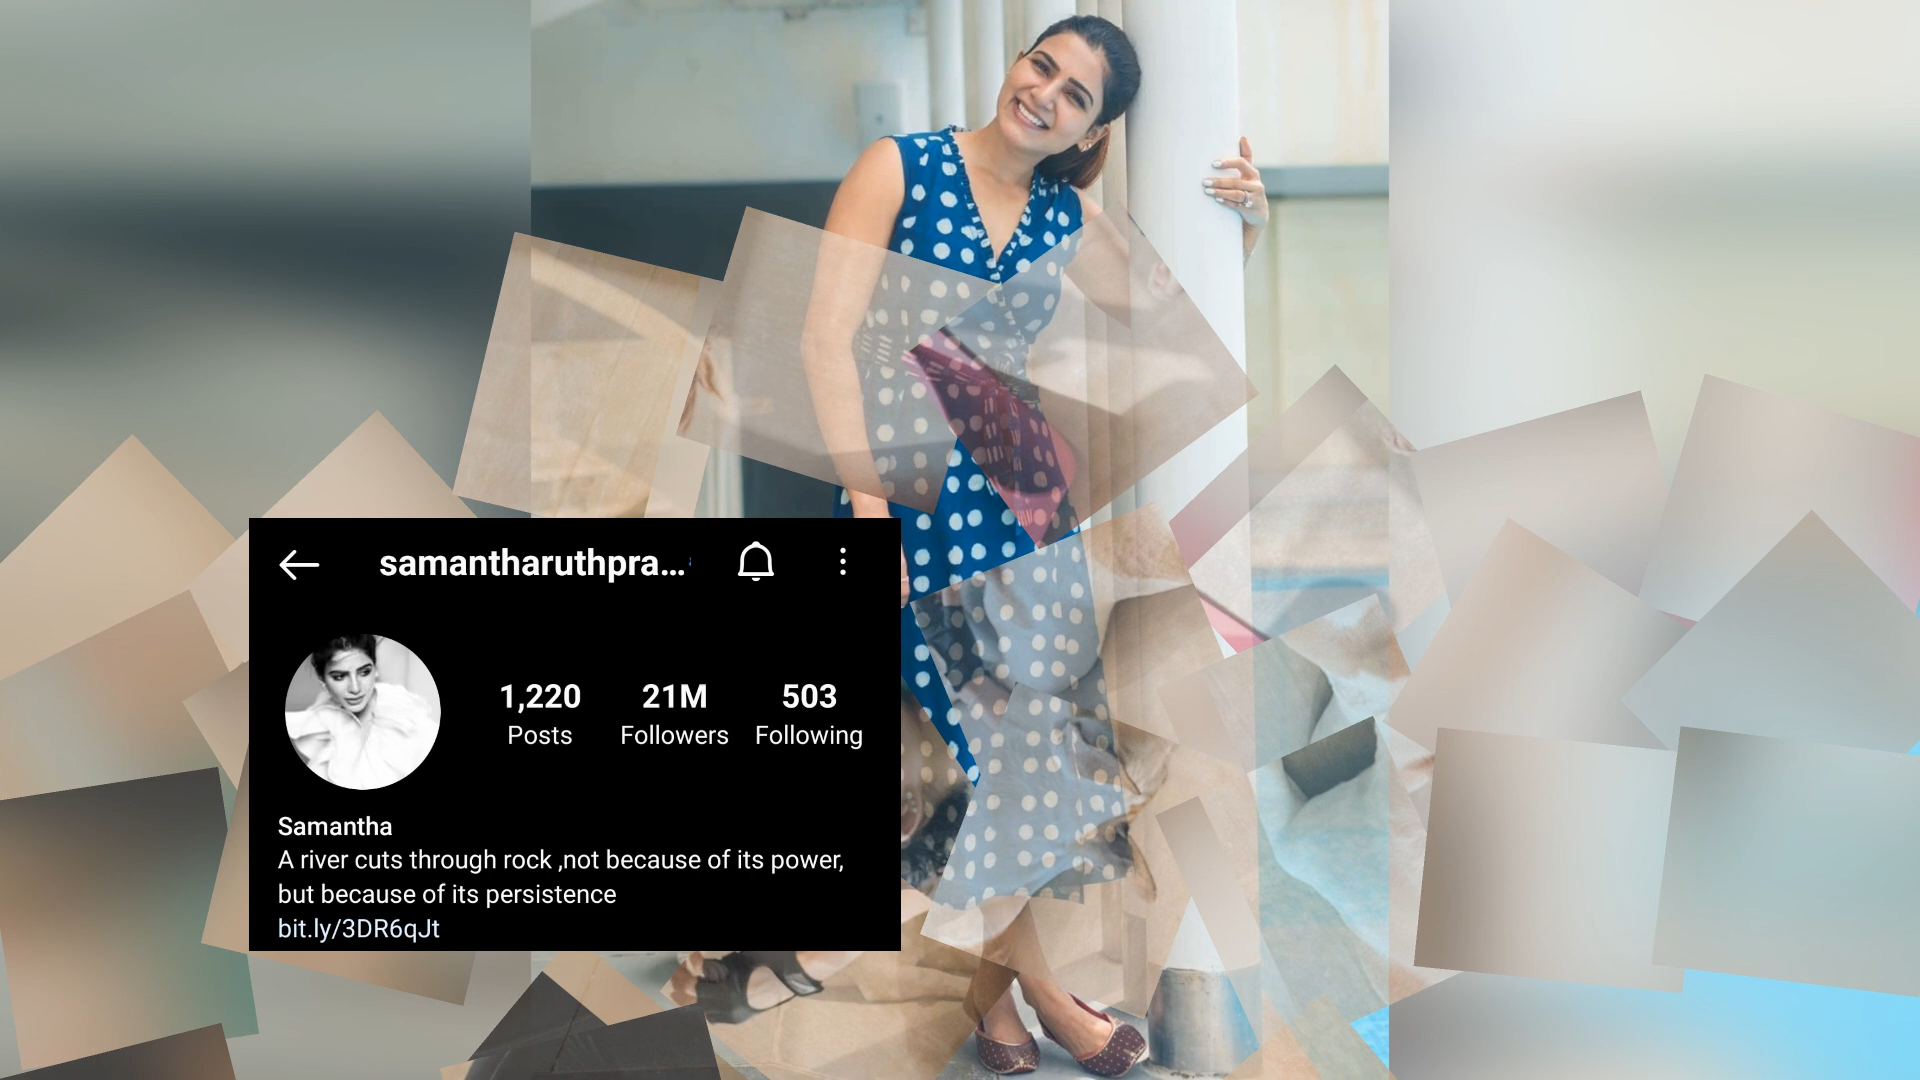 samantharuthpra...
1,220 21M 503
Posts Followers Following
Samantha
A river cuts through rock ,not because of its power,
but because of its persistence
bit.ly/3DR6qJt